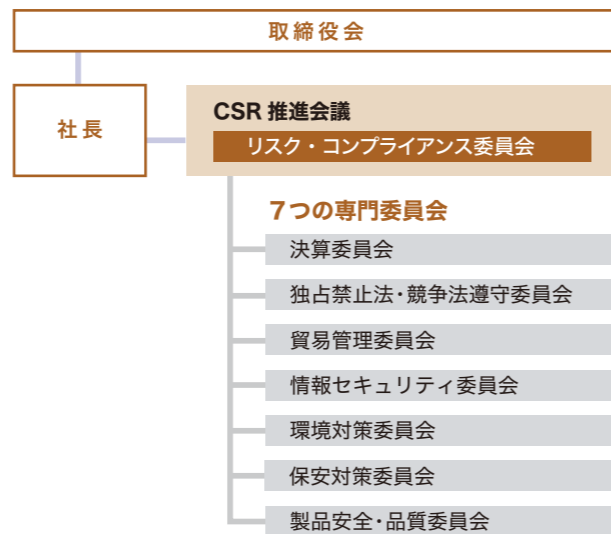 取締役会
社長
CSR 推進会議
リスク・コンプライアンス委員会
7つの専門委員会
決算委員会
独占禁止法・競争法遵守委員会
貿易管理委員会
情報セキュリティ委員会
環境対策委員会
保安対策委員会
製品安全・品質委員会